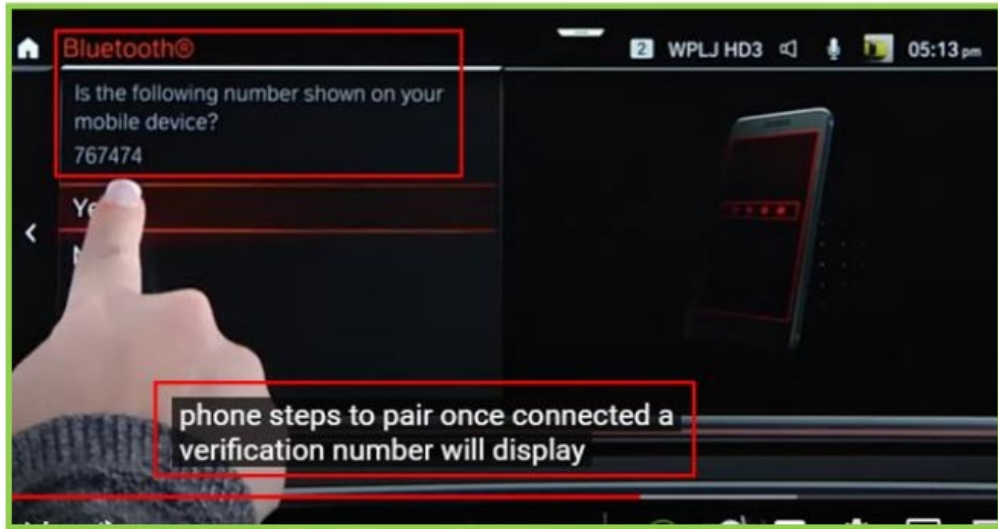 Bluetooth®
2 WPLJ HD3 05:13 pm
Is the following number shown on your
mobile device?
767474
phone steps to pair once connected a
verification number will display